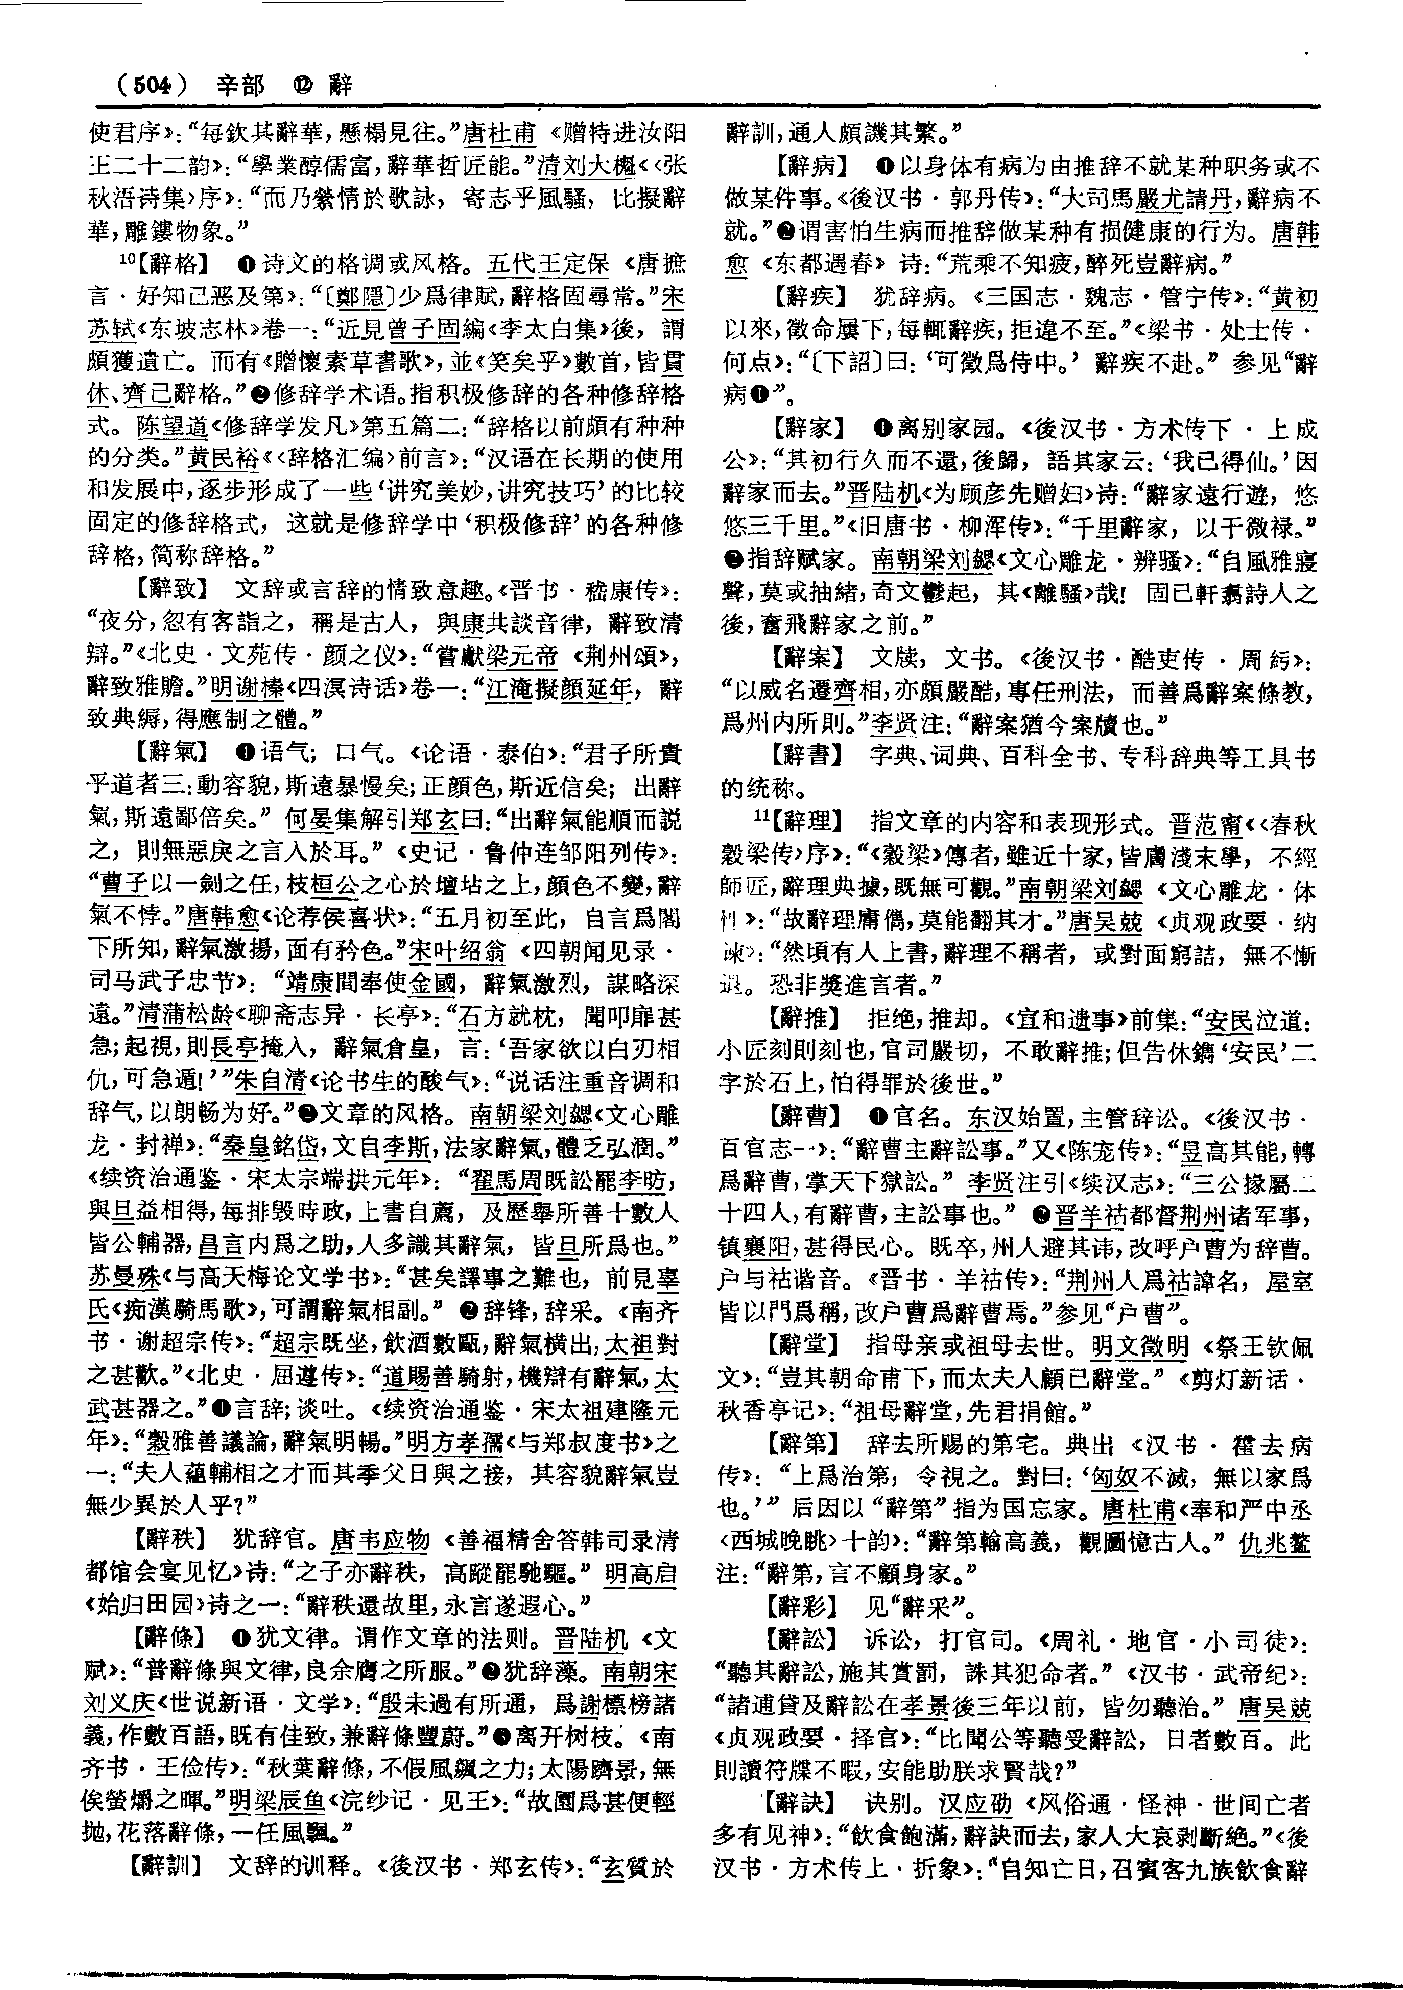 （504） 辛部 ⑫ 辭
使君序》：“每欽其辭華，懸榻見往。”唐杜甫《赠特进汝阳
王二十二韵》：“學業醇儒富，辭華哲匠能。”清刘大櫆《〈张
秋浯诗集〉序》：“而乃縈情於歌詠，寄志乎風騷，比擬辭
華，雕鏤物象。”
10【辭格】 ❶诗文的格调或风格。五代王定保《唐摭
言·好知己恶及第》：“〔鄭隱〕少爲律賦，辭格固尋常。”宋
苏轼《东坡志林》卷一：“近見曾子固編《李太白集》後，謂
頗獲遺亡。而有《贈懷素草書歌》，並《笑矣乎》數首，皆貫
休、齊己辭格。”❷修辞学术语。指积极修辞的各种修辞格
式。陈望道《修辞学发凡》第五篇二：“辞格以前頗有种种
的分类。”黄民裕《〈辞格汇编〉前言》：“汉语在长期的使用
和发展中，逐步形成了一些‘讲究美妙，讲究技巧’的比较
固定的修辞格式，这就是修辞学中‘积极修辞’的各种修
辞格，简称辞格。”
【辭致】 文辞或言辞的情致意趣。《晋书·嵇康传》：
“夜分，忽有客詣之，稱是古人，與康共談音律，辭致清
辯。”《北史·文苑传·颜之仪》：“嘗獻梁元帝《荆州頌》，
辭致雅贍。”明谢榛《四溟诗话》卷一：“江淹擬顔延年，辭
致典縟，得應制之體。”
【辭氣】 ❶语气；口气。《论语·泰伯》：“君子所貴
乎道者三：動容貌，斯遠暴慢矣；正顔色，斯近信矣；出辭
氣，斯遠鄙倍矣。”何晏集解引郑玄曰：“出辭氣能順而説
之，則無惡戾之言入於耳。”《史记·鲁仲连邹阳列传》：
“曹子以一劍之任，枝桓公之心於壇坫之上，顔色不變，辭
氣不悖。”唐韩愈《论荐侯喜状》：“五月初至此，自言爲閣
下所知，辭氣激揚，面有矜色。”宋叶绍翁《四朝闻见录·
司马武子忠节》：“靖康間奉使金國，辭氣激烈，謀略深
遠。”清蒲松龄《聊斋志异·长亭》：“石方就枕，聞叩扉甚
急；起視，則長亭掩入，辭氣倉皇，言：‘吾家欲以白刃相
仇，可急遁！’”朱自清《论书生的酸气》：“说话注重音调和
辞气，以朗畅为好。”❷文章的风格。南朝梁刘勰《文心雕
龙·封禅》：“秦皇銘岱，文自李斯，法家辭氣，體乏弘潤。”
《续资治通鉴·宋太宗端拱元年》：“翟馬周既訟罷李昉，
與旦益相得，每排毁時政，上書自薦，及歷舉所善十數人
皆公輔器，昌言内爲之助，人多識其辭氣，皆旦所爲也。”
苏曼殊《与高天梅论文学书》：“甚矣譯事之難也，前見辜
氏《痴漢騎馬歌》，可謂辭氣相副。”❷辞锋，辞采。《南齐
书·谢超宗传》：“超宗既坐，飲酒數甌，辭氣横出，太祖對
之甚歡。”《北史·屈遵传》：“道賜善騎射，機辯有辭氣，太
武甚器之。”❶言辞；谈吐。《续资治通鉴·宋太祖建隆元
年》：“穀雅善議論，辭氣明暢。”明方孝孺《与郑叔度书》之
一：“夫人蘊輔相之才而其季父日與之接，其容貌辭氣豈
無少異於人乎？”
【辭秩】 犹辞官。唐韦应物《善福精舍答韩司录清
都馆会宴见忆》诗：“之子亦辭秩，高蹤罷馳驅。”明高启
《始归田园》诗之一：“辭秩還故里，永言遂遐心。”
【辭條】 ❶犹文律。谓作文章的法则。晋陆机《文
赋》：“普辭條與文律，良余膺之所服。”❷犹辞藻。南朝宋
刘义庆《世说新语·文学》：“殷未過有所通，爲謝標榜諸
義，作數百語，既有佳致，兼辭條豐蔚。”❸离开树枝。《南
齐书·王俭传》：“秋葉辭條，不假風飆之力；太陽躋景，無
俟螢爝之暉。”明梁辰鱼《浣纱记·见王》：“故園爲甚便輕
拋，花落辭條，一任風飄。”
【辭訓】 文辞的训释。《後汉书·郑玄传》：“玄質於
辭訓，通人頗譏其繁。”
【辭病】 ❶以身体有病为由推辞不就某种职务或不
做某件事。《後汉书·郭丹传》：“大司馬嚴尤請丹，辭病不
就。”❷谓害怕生病而推辞做某种有损健康的行为。唐韩
愈《东都遇春》诗：“荒乘不知疲，醉死豈辭病。”
【辭疾】 犹辞病。《三国志·魏志·管宁传》：“黄初
以來，徵命屢下，每輒辭疾，拒違不至。”《梁书·处士传·
何点》：“〔下詔〕曰：‘可徵爲侍中。’辭疾不赴。”参见“辭
病❶”。
【辭家】 ❶离别家园。《後汉书·方术传下·上成
公》：“其初行久而不還，後歸，語其家云：‘我已得仙。’因
辭家而去。”晋陆机《为顾彦先赠妇》诗：“辭家遠行遊，悠
悠三千里。”《旧唐书·柳浑传》：“千里辭家，以干微禄。”
❷指辞赋家。南朝梁刘勰《文心雕龙·辨骚》：“自風雅寢
聲，莫或抽緒，奇文鬱起，其《離騷》哉！固已軒翥詩人之
後，奮飛辭家之前。”
【辭案】 文牍，文书。《後汉书·酷吏传·周𥿊》：
“以威名遷齊相，亦頗嚴酷，專任刑法，而善爲辭案條教，
爲州内所則。”李贤注：“辭案猶今案牘也。”
【辭書】 字典、词典、百科全书、专科辞典等工具书
的统称。
11【辭理】 指文章的内容和表现形式。晋范甯《〈春秋
榖梁传〉序》：“《榖梁》傳者，雖近十家，皆膚淺末學，不經
師匠，辭理典據，既無可觀。”南朝梁刘勰《文心雕龙·体
性》：“故辭理庸儁，莫能翻其才。”唐吴兢《贞观政要·纳
谏》：“然頃有人上書，辭理不稱者，或對面窮詰，無不慚
退。恐非獎進言者。”
【辭推】 拒绝，推却。《宣和遗事》前集：“安民泣道：
小匠刻則刻也，官司嚴切，不敢辭推；但告休鐫‘安民’二
字於石上，怕得罪於後世。”
【辭曹】 ❶官名。东汉始置，主管辞讼。《後汉书·
百官志一》：“辭曹主辭訟事。”又《陈宠传》：“昱高其能，轉
爲辭曹，掌天下獄訟。”李贤注引《续汉志》：“三公掾屬二
十四人，有辭曹，主訟事也。”❷晋羊祜都督荆州诸军事，
镇襄阳，甚得民心。既卒，州人避其讳，改呼户曹为辞曹。
户与祜谐音。《晋书·羊祜传》：“荆州人爲祜諱名，屋室
皆以門爲稱，改户曹爲辭曹焉。”参见“户曹”。
【辭堂】 指母亲或祖母去世。明文徵明《祭王钦佩
文》：“豈其朝命甫下，而太夫人顧已辭堂。”《剪灯新话·
秋香亭记》：“祖母辭堂，先君捐館。”
【辭第】 辞去所赐的第宅。典出《汉书·霍去病
传》：“上爲治第，令視之。對曰：‘匈奴不滅，無以家爲
也。’”后因以“辭第”指为国忘家。唐杜甫《奉和严中丞
〈西城晚眺〉十韵》：“辭第輸高義，觀圖憶古人。”仇兆鳌
注：“辭第，言不顧身家。”
【辭彩】 见“辭采”。
【辭訟】 诉讼，打官司。《周礼·地官·小司徒》：
“聽其辭訟，施其賞罰，誅其犯命者。”《汉书·武帝纪》：
“諸逋貸及辭訟在孝景後三年以前，皆勿聽治。”唐吴兢
《贞观政要·择官》：“比聞公等聽受辭訟，日者數百。此
則讀符牒不暇，安能助朕求賢哉？”
【辭訣】 诀别。汉应劭《风俗通·怪神·世间亡者
多有见神》：“飲食飽滿，辭訣而去，家人大哀剥斷絶。”《後
汉书·方术传上·折象》：“自知亡日，召賓客九族飲食辭